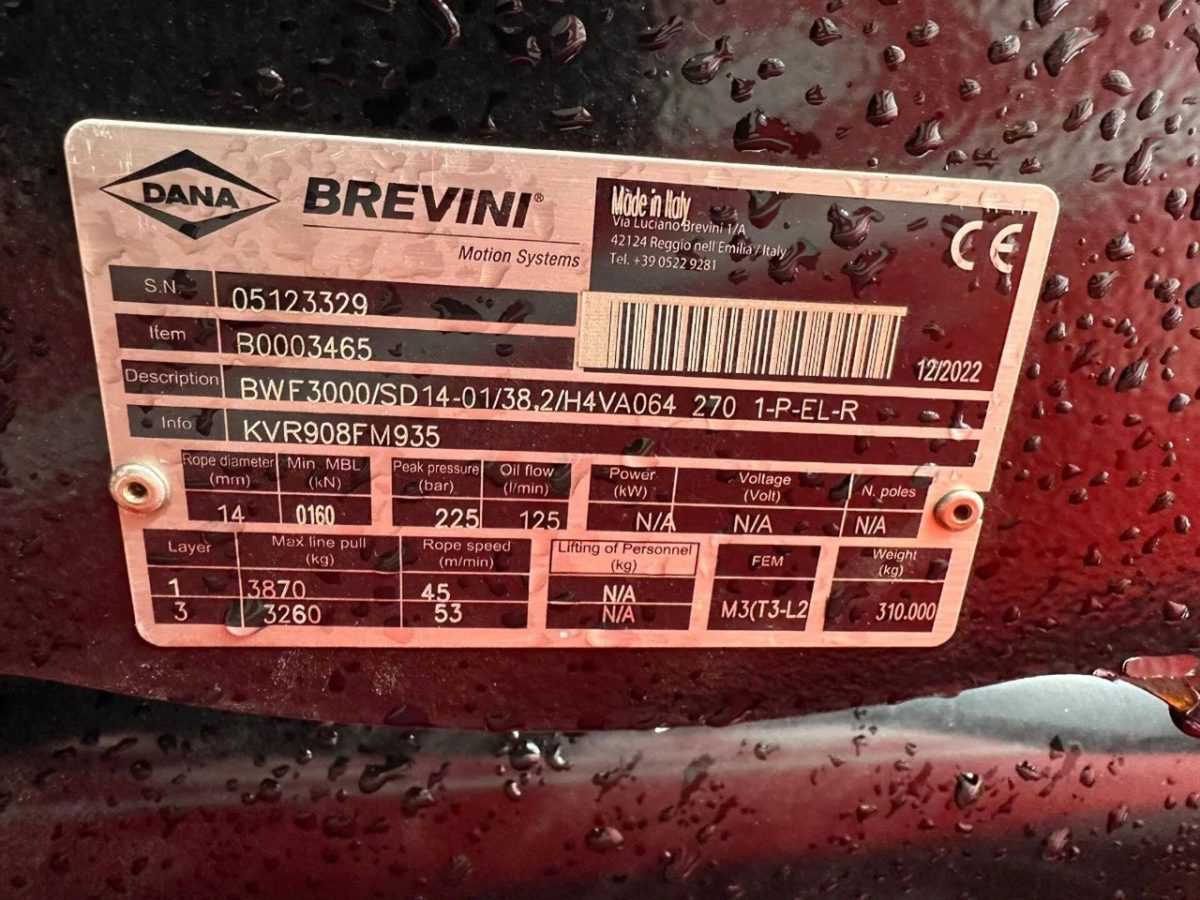 DANA BREVINI®
Motion Systems
Made in Italy
Via Luciano Brevini 1/A
42124 Reggio nell'Emilia / Italy
Tel. +39 0522 9281
CE
S.N. 05123329
Item B0003465
12/2022
Description BWF3000/SD14-01/38,2/H4VA064 270 1-P-EL-R
Info KVR908FM935
Rope diameter (mm) Min. MBL (kN) Peak pressure (bar) Oil flow (l/min) Power (kW) Voltage (Volt) N. poles
14 0160 225 125 N/A N/A N/A
Layer Max line pull (kg) Rope speed (m/min) Lifting of Personnel (kg) FEM Weight (kg)
1 3870 45 N/A M3(T3-L2 310.000
3 3260 53 N/A